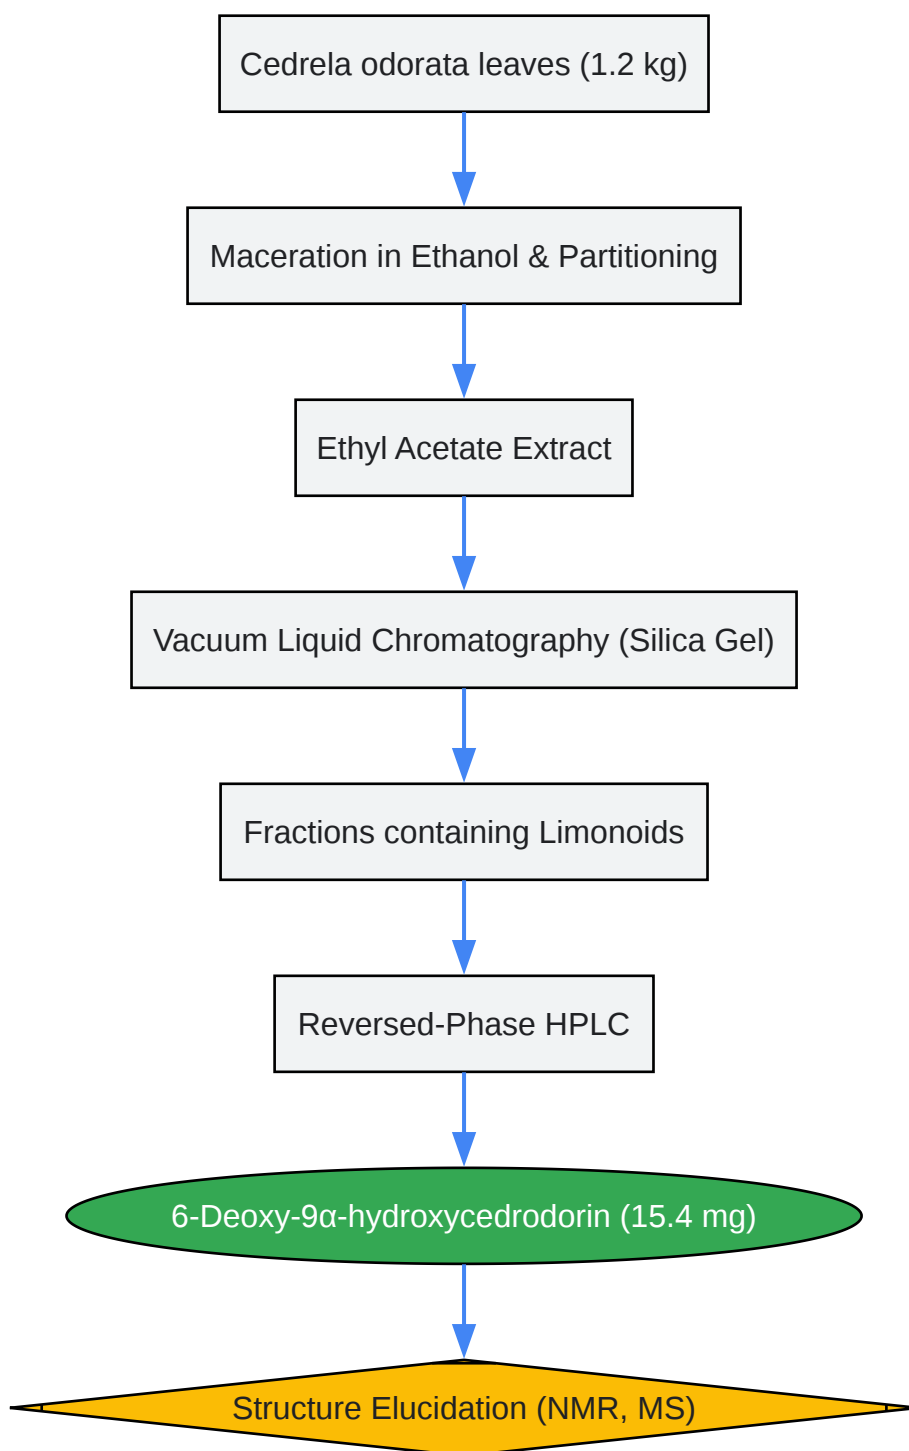 Cedrela odorata leaves (1.2 kg)
Maceration in Ethanol & Partitioning
Ethyl Acetate Extract
Vacuum Liquid Chromatography (Silica Gel)
Fractions containing Limonoids
Reversed-Phase HPLC
6-Deoxy-9α-hydroxycedrodorin (15.4 mg)
Structure Elucidation (NMR, MS)